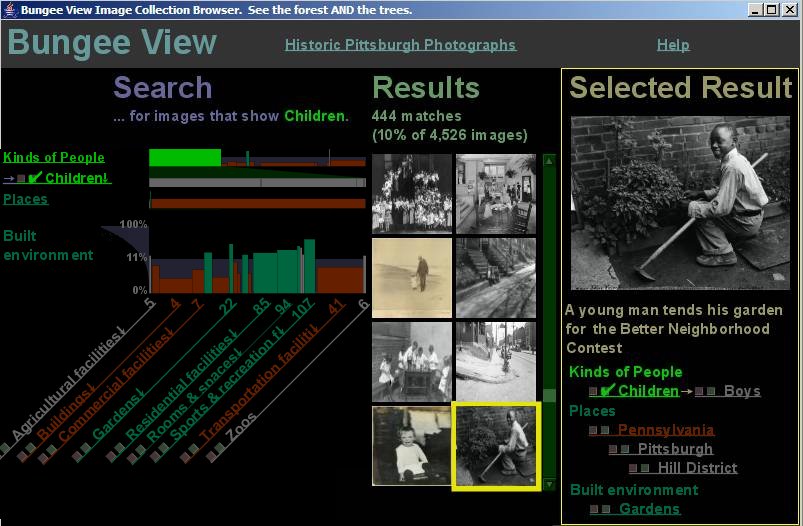 Bungee View Image Collection Browser.  See the forest AND the trees.
Bungee View
Historic Pittsburgh Photographs
Help
Search
... for images that show Children.
Results
444 matches
(10% of 4,526 images)
Selected Result
Kinds of People
Children!
Places
Built
environment
100%
11%
0%
5
4
7
22
85
94
107
41
6
Agricultural facilities
Buildings
Commercial facilities
Gardens
Residential facilities
Rooms & spaces
Sports & recreation f
Transportation faciliti
Zoos
A young man tends his garden
for the Better Neighborhood
Contest
Kinds of People
Children → Boys
Places
Pennsylvania
Pittsburgh
Hill District
Built environment
Gardens